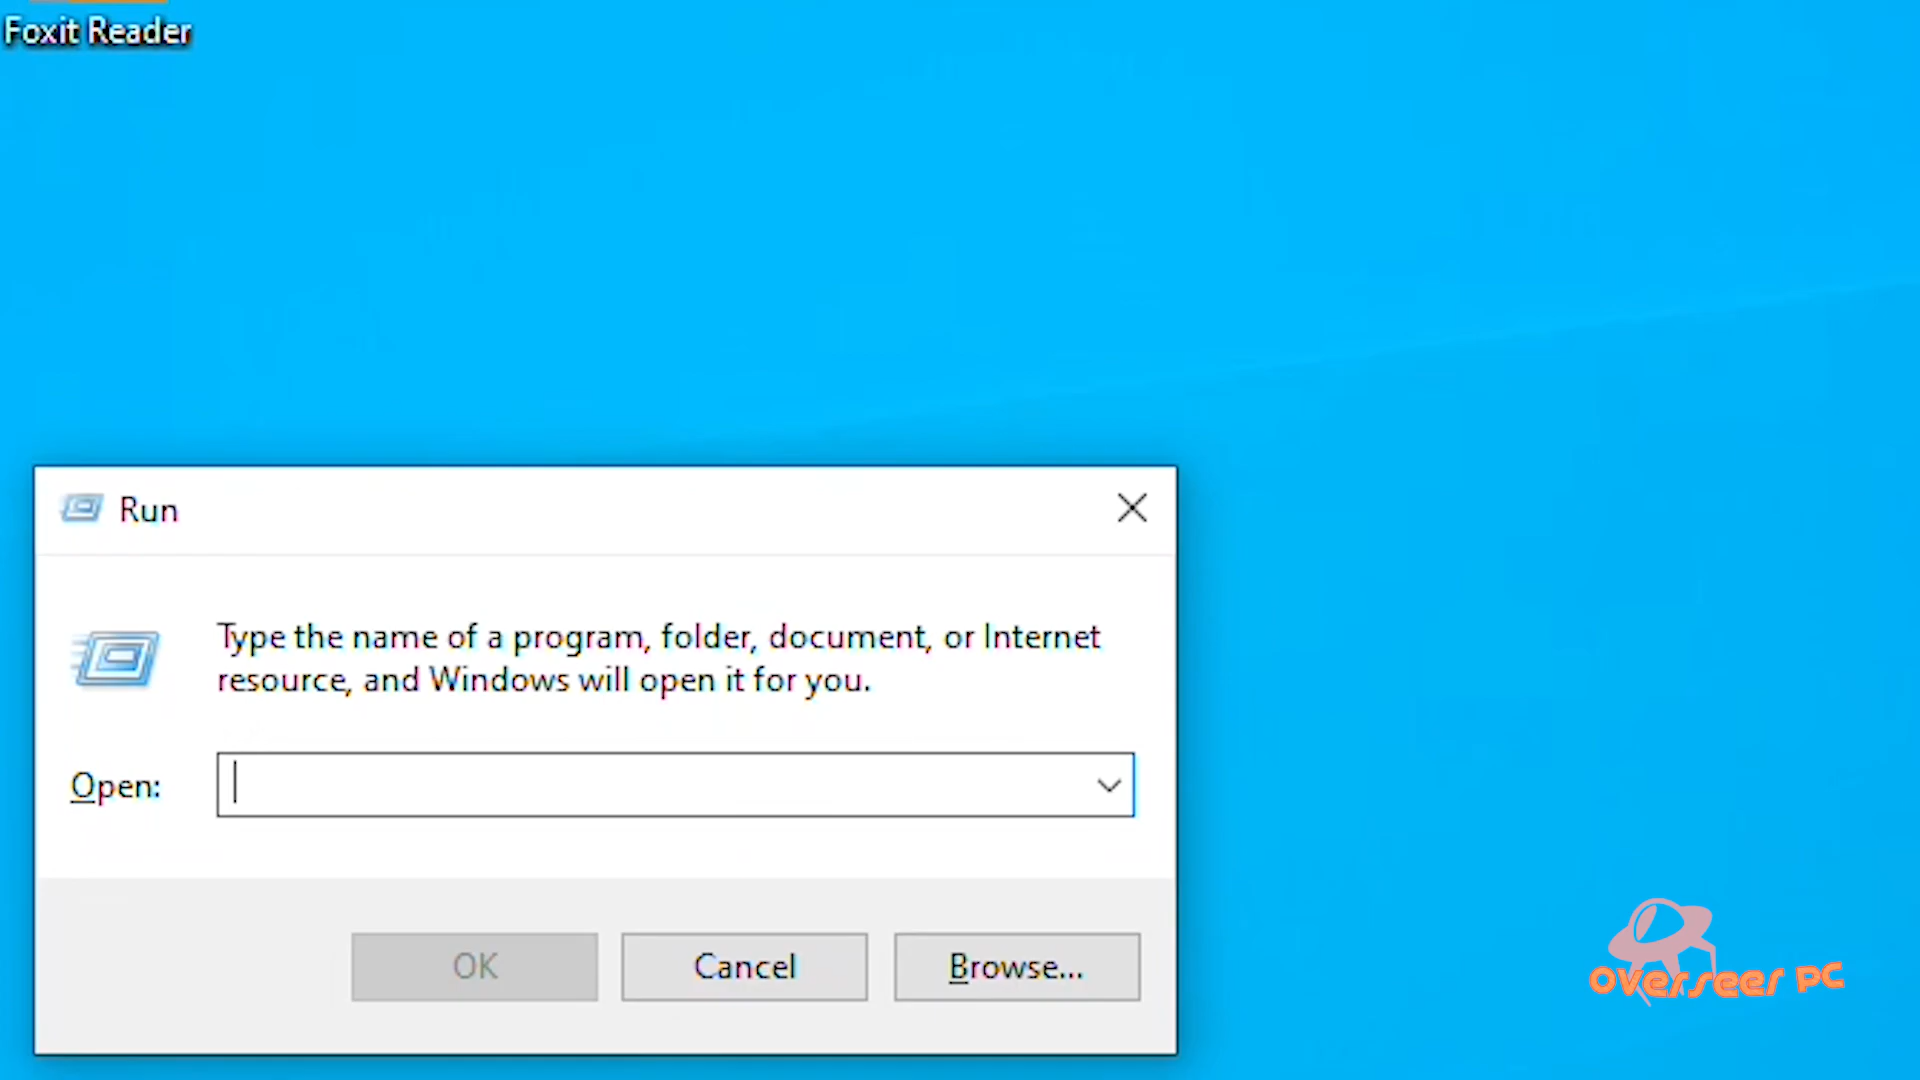 Foxit Reader
Run
Type the name of a program, folder, document, or Internet
resource, and Windows will open it for you.
Open:
OK
Cancel
Browse...
overseer PC